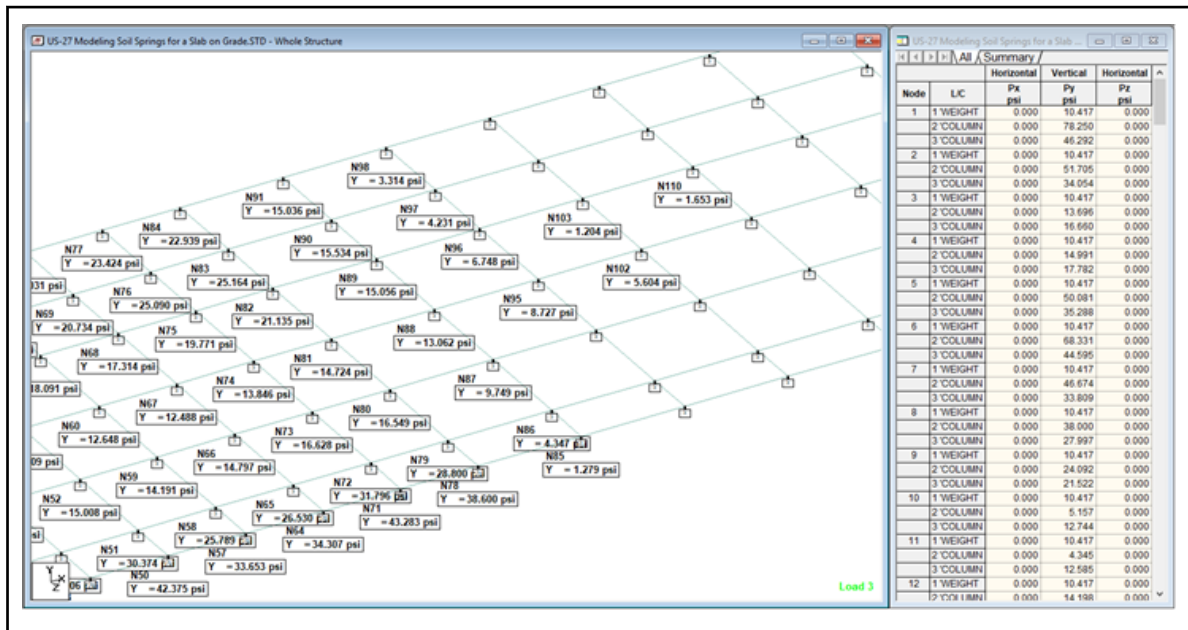 US-27 Modeling Soil Springs for a Slab on Grade.STD - Whole Structure
N98
Y = 3.314 psi
N110
Y = 1.653 psi
N91
Y = 15.036 psi
N97
Y = 4.231 psi
N103
Y = 1.204 psi
N84
Y = 22.939 psi
N90
Y = 15.534 psi
N96
Y = 6.748 psi
N77
Y = 23.424 psi
N83
Y = 25.164 psi
N89
Y = 15.056 psi
N102
Y = 5.604 psi
031 psi
N76
Y = 25.090 psi
N82
Y = 21.135 psi
N95
Y = 8.727 psi
N69
Y = 20.734 psi
N75
Y = 19.771 psi
N88
Y = 13.062 psi
N68
Y = 17.314 psi
N81
Y = 14.724 psi
18.091 psi
N74
Y = 13.846 psi
N87
Y = 9.749 psi
N67
Y = 12.488 psi
N80
Y = 16.549 psi
N60
Y = 12.648 psi
N73
Y = 16.628 psi
N86
Y = 4.347 psi
09 psi
N66
Y = 14.797 psi
N79
Y = 28.800 psi
N85
Y = 1.279 psi
N59
Y = 14.191 psi
N72
Y = 31.796 psi
N78
Y = 38.600 psi
N52
Y = 15.008 psi
N65
Y = 26.530 psi
N71
Y = 43.283 psi
psi
N58
Y = 25.789 psi
N64
Y = 34.307 psi
N51
Y = 30.374 psi
N57
Y = 33.653 psi
06 psi
N50
Y = 42.375 psi
Y X Z
Load 3
US-27 Modeling Soil Springs for a Slab ...
All Summary
Horizontal Vertical Horizontal
Node L/C Px psi Py psi Pz psi
1 1 'WEIGHT 0.000 10.417 0.000
2 'COLUMN 0.000 78.250 0.000
3 'COLUMN 0.000 46.292 0.000
2 1 'WEIGHT 0.000 10.417 0.000
2 'COLUMN 0.000 51.705 0.000
3 'COLUMN 0.000 34.054 0.000
3 1 'WEIGHT 0.000 10.417 0.000
2 'COLUMN 0.000 13.696 0.000
3 'COLUMN 0.000 16.660 0.000
4 1 'WEIGHT 0.000 10.417 0.000
2 'COLUMN 0.000 14.991 0.000
3 'COLUMN 0.000 17.782 0.000
5 1 'WEIGHT 0.000 10.417 0.000
2 'COLUMN 0.000 50.081 0.000
3 'COLUMN 0.000 35.288 0.000
6 1 'WEIGHT 0.000 10.417 0.000
2 'COLUMN 0.000 68.331 0.000
3 'COLUMN 0.000 44.595 0.000
7 1 'WEIGHT 0.000 10.417 0.000
2 'COLUMN 0.000 46.674 0.000
3 'COLUMN 0.000 33.809 0.000
8 1 'WEIGHT 0.000 10.417 0.000
2 'COLUMN 0.000 38.000 0.000
3 'COLUMN 0.000 27.997 0.000
9 1 'WEIGHT 0.000 10.417 0.000
2 'COLUMN 0.000 24.092 0.000
3 'COLUMN 0.000 21.522 0.000
10 1 'WEIGHT 0.000 10.417 0.000
2 'COLUMN 0.000 5.157 0.000
3 'COLUMN 0.000 12.744 0.000
11 1 'WEIGHT 0.000 10.417 0.000
2 'COLUMN 0.000 4.345 0.000
3 'COLUMN 0.000 12.585 0.000
12 1 'WEIGHT 0.000 10.417 0.000
2 'COLUMN 0.000 14.198 0.000